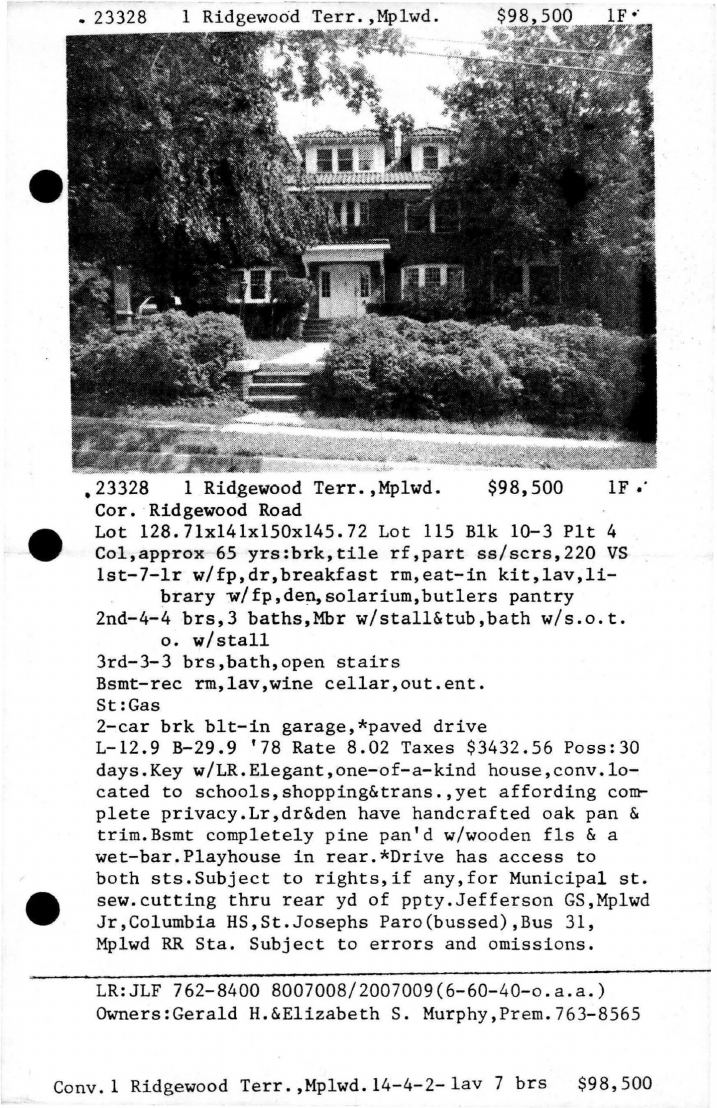 23328 1 Ridgewood Terr.,Mplwd. $98,500 1F
23328 1 Ridgewood Terr.,Mplwd. $98,500 1F
Cor. Ridgewood Road
Lot 128.71x141x150x145.72 Lot 115 Blk 10-3 Plt 4
Col,approx 65 yrs:brk,tile rf,part ss/scrs,220 VS
1st-7-lr w/fp,dr,breakfast rm,eat-in kit,lav,li-
brary w/fp,den,solarium,butlers pantry
2nd-4-4 brs,3 baths,Mbr w/stall&tub,bath w/s.o.t.
o. w/stall
3rd-3-3 brs,bath,open stairs
Bsmt-rec rm,lav,wine cellar,out.ent.
St:Gas
2-car brk blt-in garage,*paved drive
L-12.9 B-29.9 '78 Rate 8.02 Taxes $3432.56 Poss:30
days.Key w/LR.Elegant,one-of-a-kind house,conv.lo-
cated to schools,shopping&trans.,yet affording com-
plete privacy.Lr,dr&den have handcrafted oak pan &
trim.Bsmt completely pine pan'd w/wooden fls & a
wet-bar.Playhouse in rear.*Drive has access to
both sts.Subject to rights,if any,for Municipal st.
sew.cutting thru rear yd of ppty.Jefferson GS,Mplwd
Jr,Columbia HS,St.Josephs Paro(bussed),Bus 31,
Mplwd RR Sta. Subject to errors and omissions.
LR:JLF 762-8400 8007008/2007009(6-60-40-o.a.a.)
Owners:Gerald H.&Elizabeth S. Murphy,Prem.763-8565
Conv.1 Ridgewood Terr.,Mplwd.14-4-2-lav 7 brs $98,500